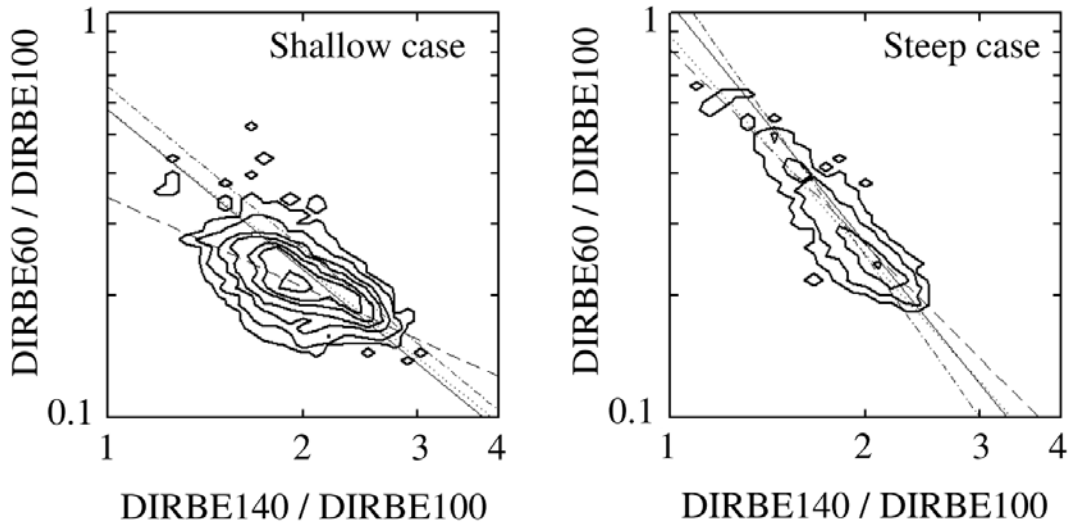 1
Shallow case
DIRBE60 / DIRBE100
0.1
1 2 3 4
DIRBE140 / DIRBE100
1
Steep case
DIRBE60 / DIRBE100
0.1
1 2 3 4
DIRBE140 / DIRBE100